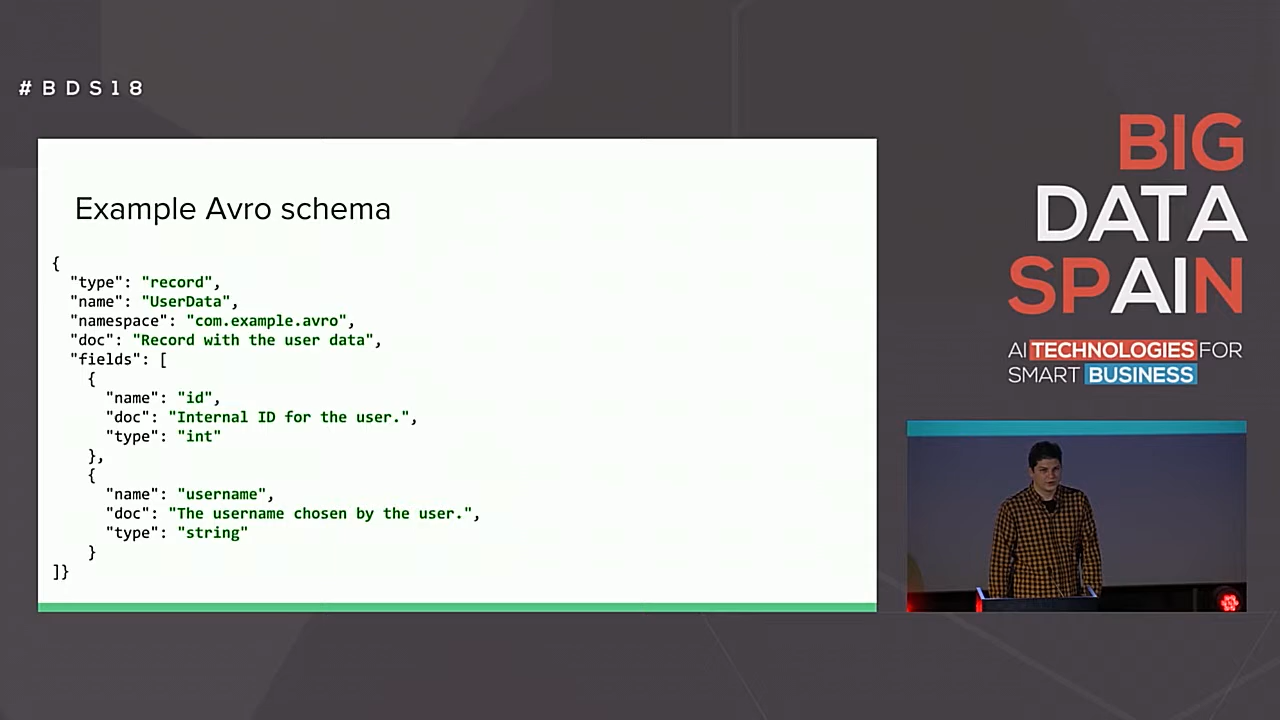 #BDS18
Example Avro schema
{
"type": "record",
"name": "UserData",
"namespace": "com.example.avro",
"doc": "Record with the user data",
"fields": [
{
"name": "id",
"doc": "Internal ID for the user.",
"type": "int"
},
{
"name": "username",
"doc": "The username chosen by the user.",
"type": "string"
}
]}
BIG
DATA
SPAIN
AI TECHNOLOGIES FOR
SMART BUSINESS